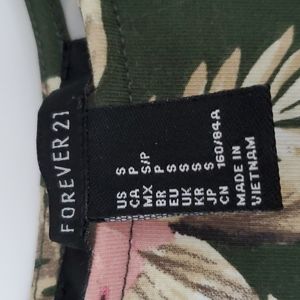 FOREVER 21
US S
CA P
MX S/P
BR P
EU S
UK S
KR S
JP S
CN 160/84A
MADE IN
VIETNAM